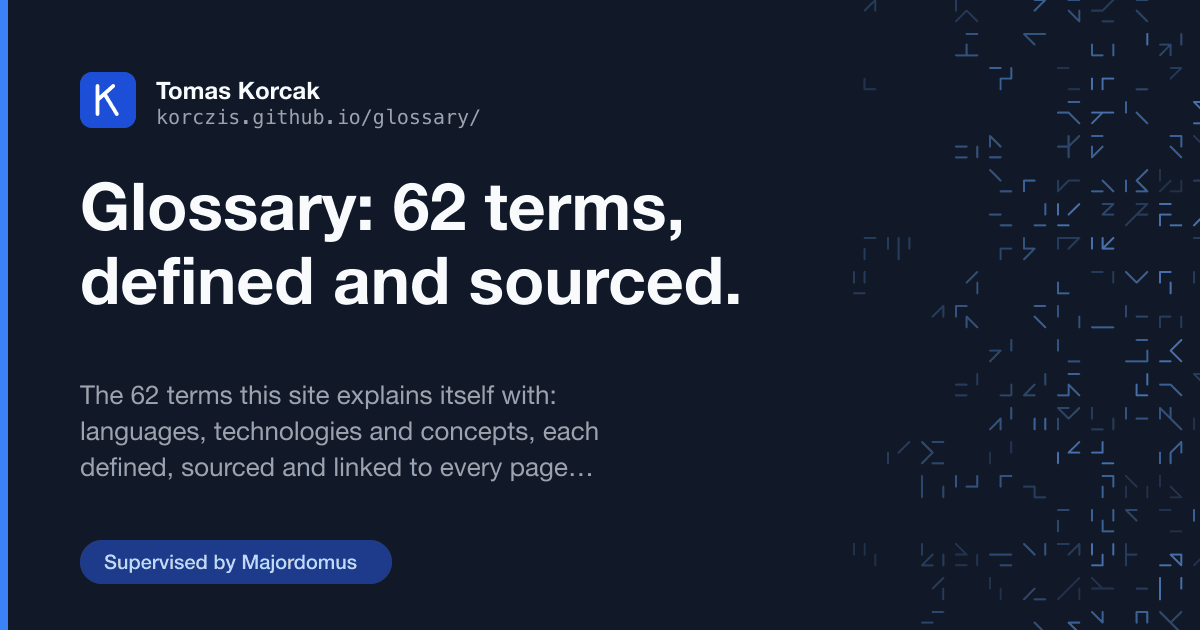 K
Tomas Korcak
korczis.github.io/glossary/
Glossary: 62 terms,
defined and sourced.
The 62 terms this site explains itself with:
languages, technologies and concepts, each
defined, sourced and linked to every page…
Supervised by Majordomus